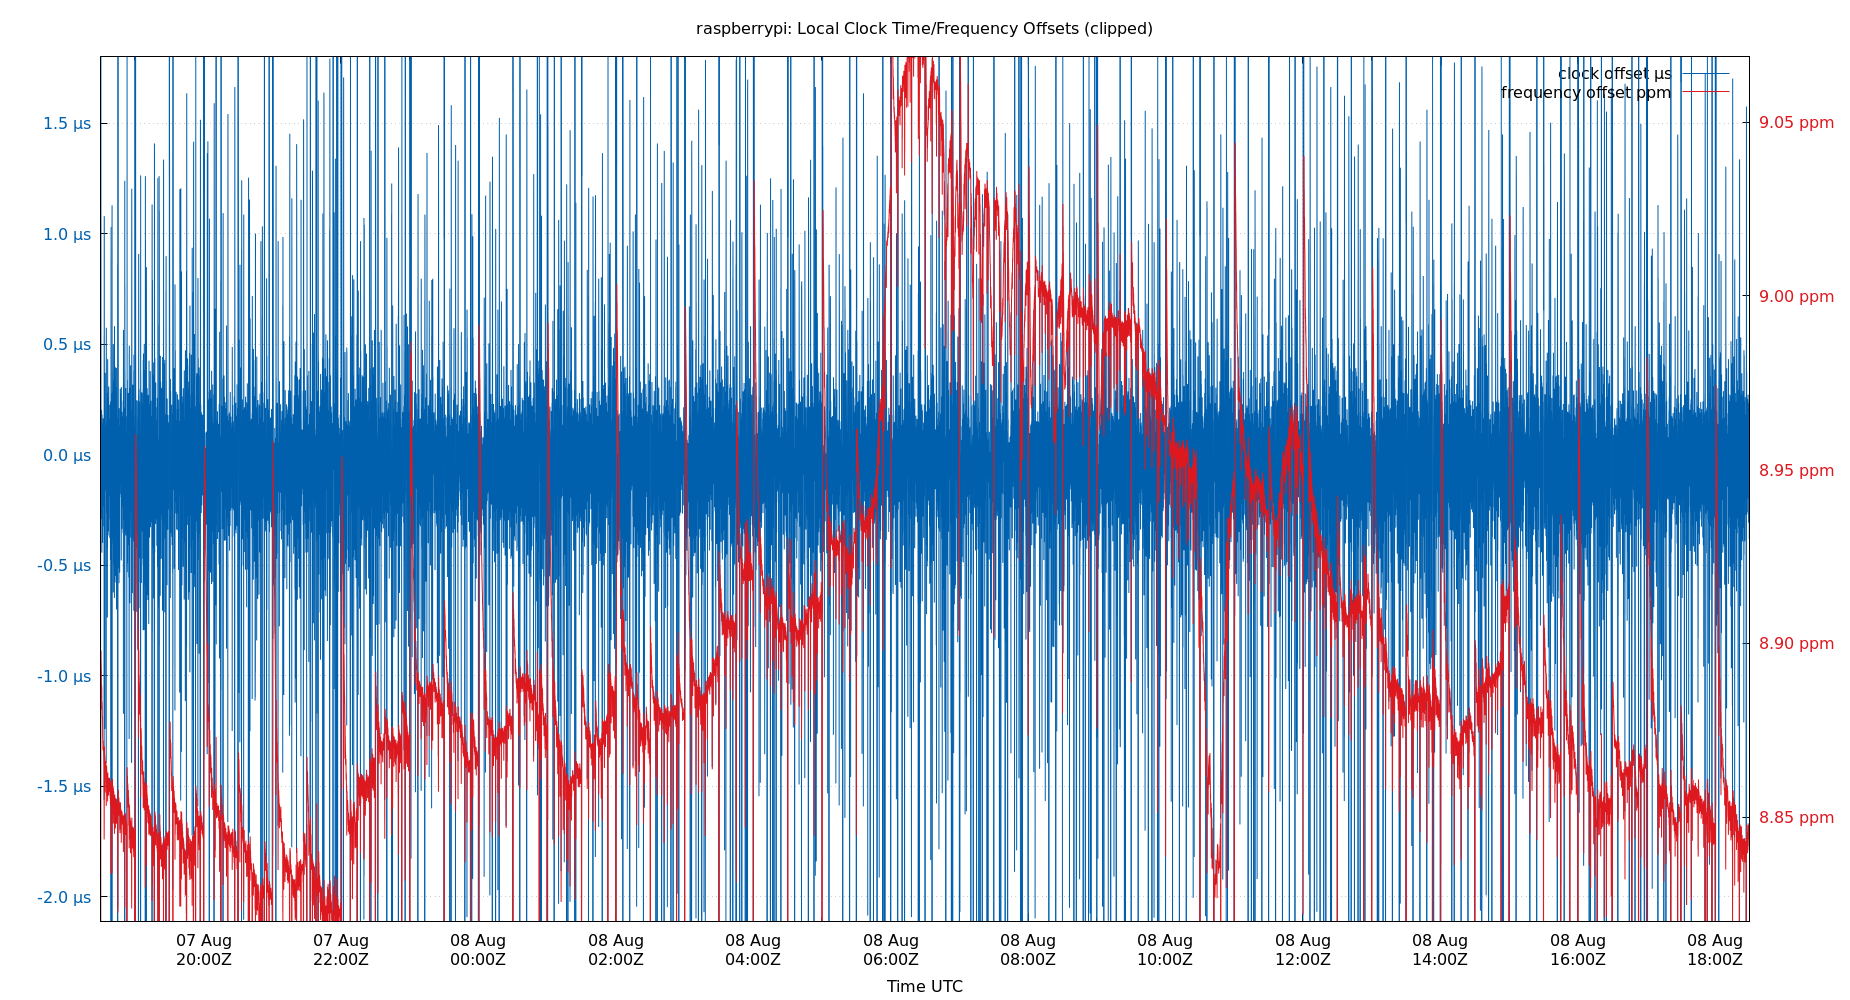 raspberrypi: Local Clock Time/Frequency Offsets (clipped)
clock offset µs
frequency offset ppm
1.5 µs
1.0 µs
0.5 µs
0.0 µs
-0.5 µs
-1.0 µs
-1.5 µs
-2.0 µs
9.05 ppm
9.00 ppm
8.95 ppm
8.90 ppm
8.85 ppm
07 Aug 07 Aug 08 Aug 08 Aug 08 Aug 08 Aug 08 Aug 08 Aug 08 Aug 08 Aug 08 Aug 08 Aug
20:00Z 22:00Z 00:00Z 02:00Z 04:00Z 06:00Z 08:00Z 10:00Z 12:00Z 14:00Z 16:00Z 18:00Z
Time UTC